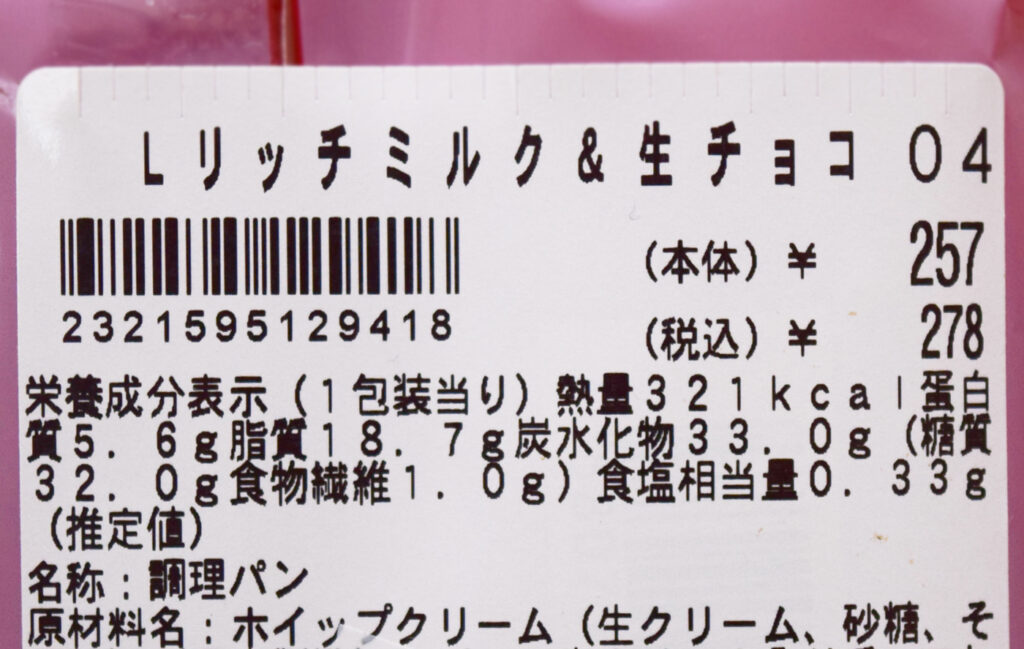 Lリッチミルク&生チョコ 04
(本体) ¥ 257
2321595129418
(税込) ¥ 278
栄養成分表示(1包装当り)熱量321kcal蛋白
質5.6g脂質18.7g炭水化物33.0g(糖質
32.0g食物繊維1.0g)食塩相当量0.33g
(推定値)
名称:調理パン
原材料名:ホイップクリーム(生クリーム、砂糖、そ